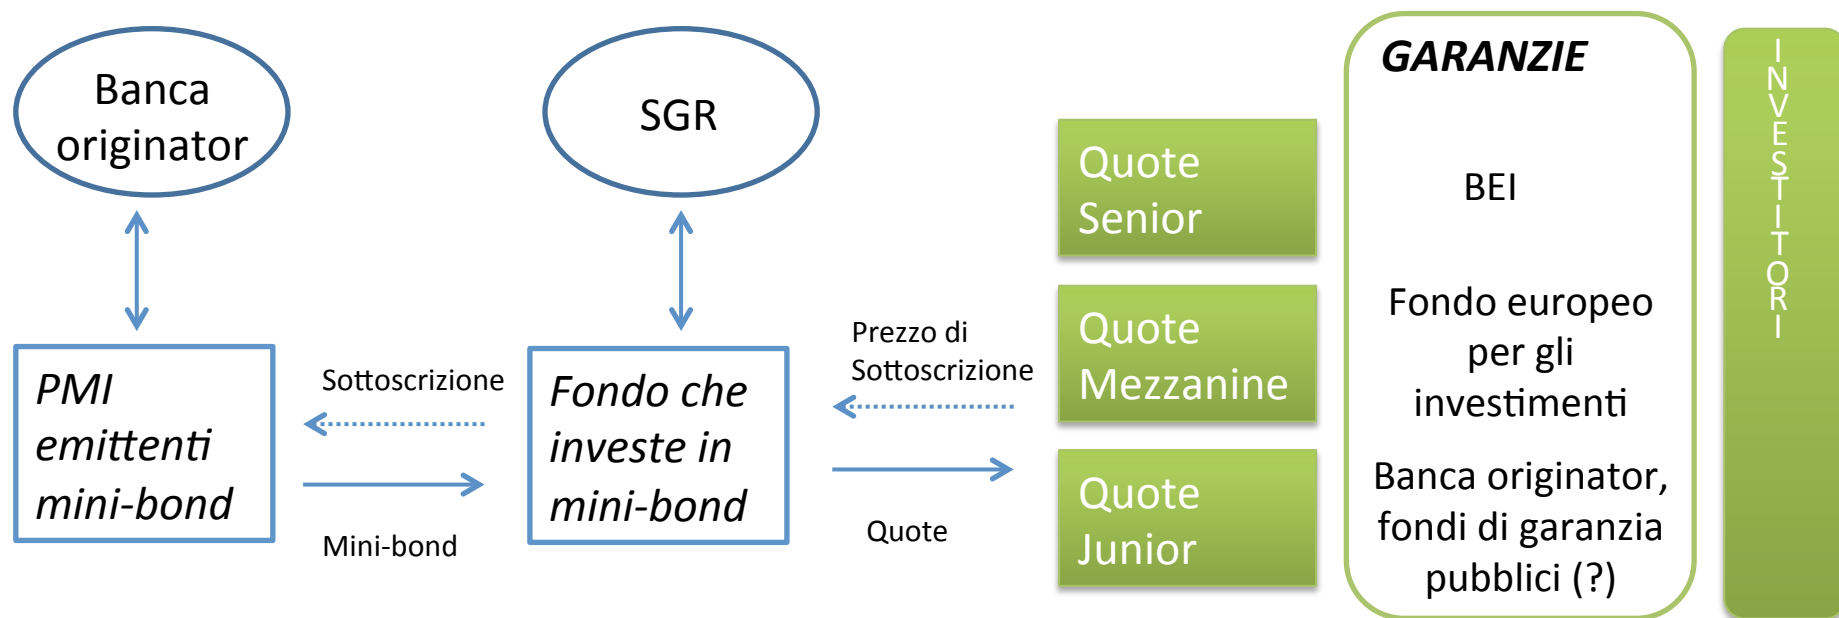 Banca
originator
SGR
PMI
emittenti
mini-bond
Sottoscrizione
Mini-bond
Fondo che
investe in
mini-bond
Prezzo di
Sottoscrizione
Quote
Quote
Senior
Quote
Mezzanine
Quote
Junior
GARANZIE
BEI
Fondo europeo
per gli
investimenti
Banca originator,
fondi di garanzia
pubblici (?)
I
N
V
E
S
T
I
T
O
R
I